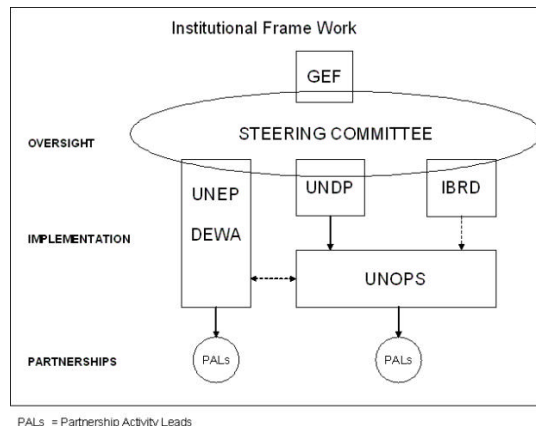 Institutional Frame Work
GEF
STEERING COMMITTEE
OVERSIGHT
UNEP
UNDP
IBRD
DEWA
IMPLEMENTATION
UNOPS
PARTNERSHIPS
PALs
PALs
PALs = Partnership Activity Leads